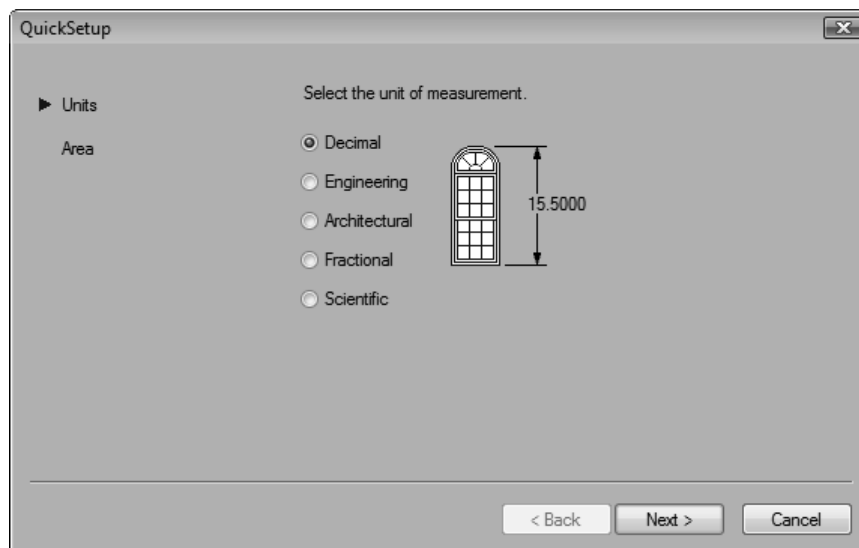 QuickSetup
Units
Area
Select the unit of measurement.
Decimal
Engineering
Architectural
Fractional
Scientific
15.5000
< Back
Next >
Cancel